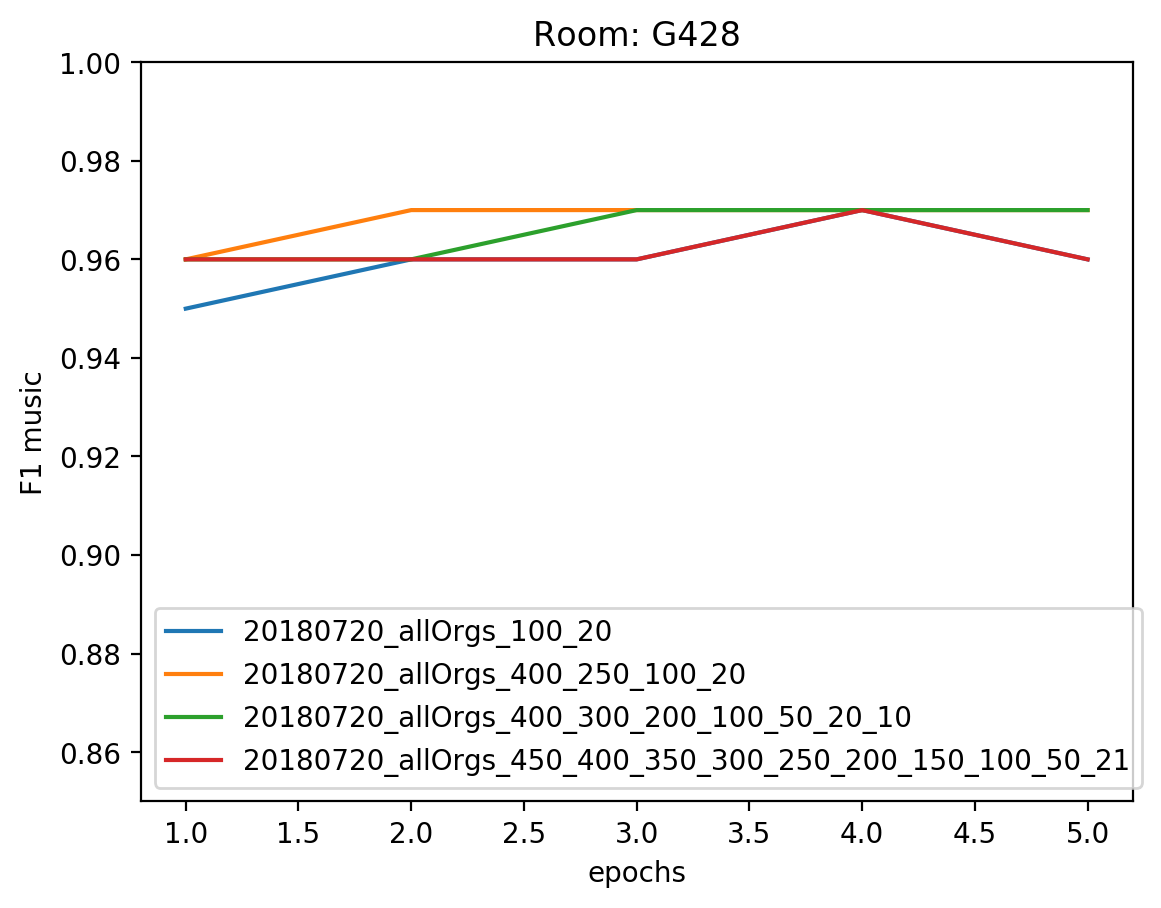 Room: G428
1.00
0.98
0.96
0.94
0.92
0.90
0.88
0.86
F1 music
20180720_allOrgs_100_20
20180720_allOrgs_400_250_100_20
20180720_allOrgs_400_300_200_100_50_20_10
20180720_allOrgs_450_400_350_300_250_200_150_100_50_21
1.0 1.5 2.0 2.5 3.0 3.5 4.0 4.5 5.0
epochs